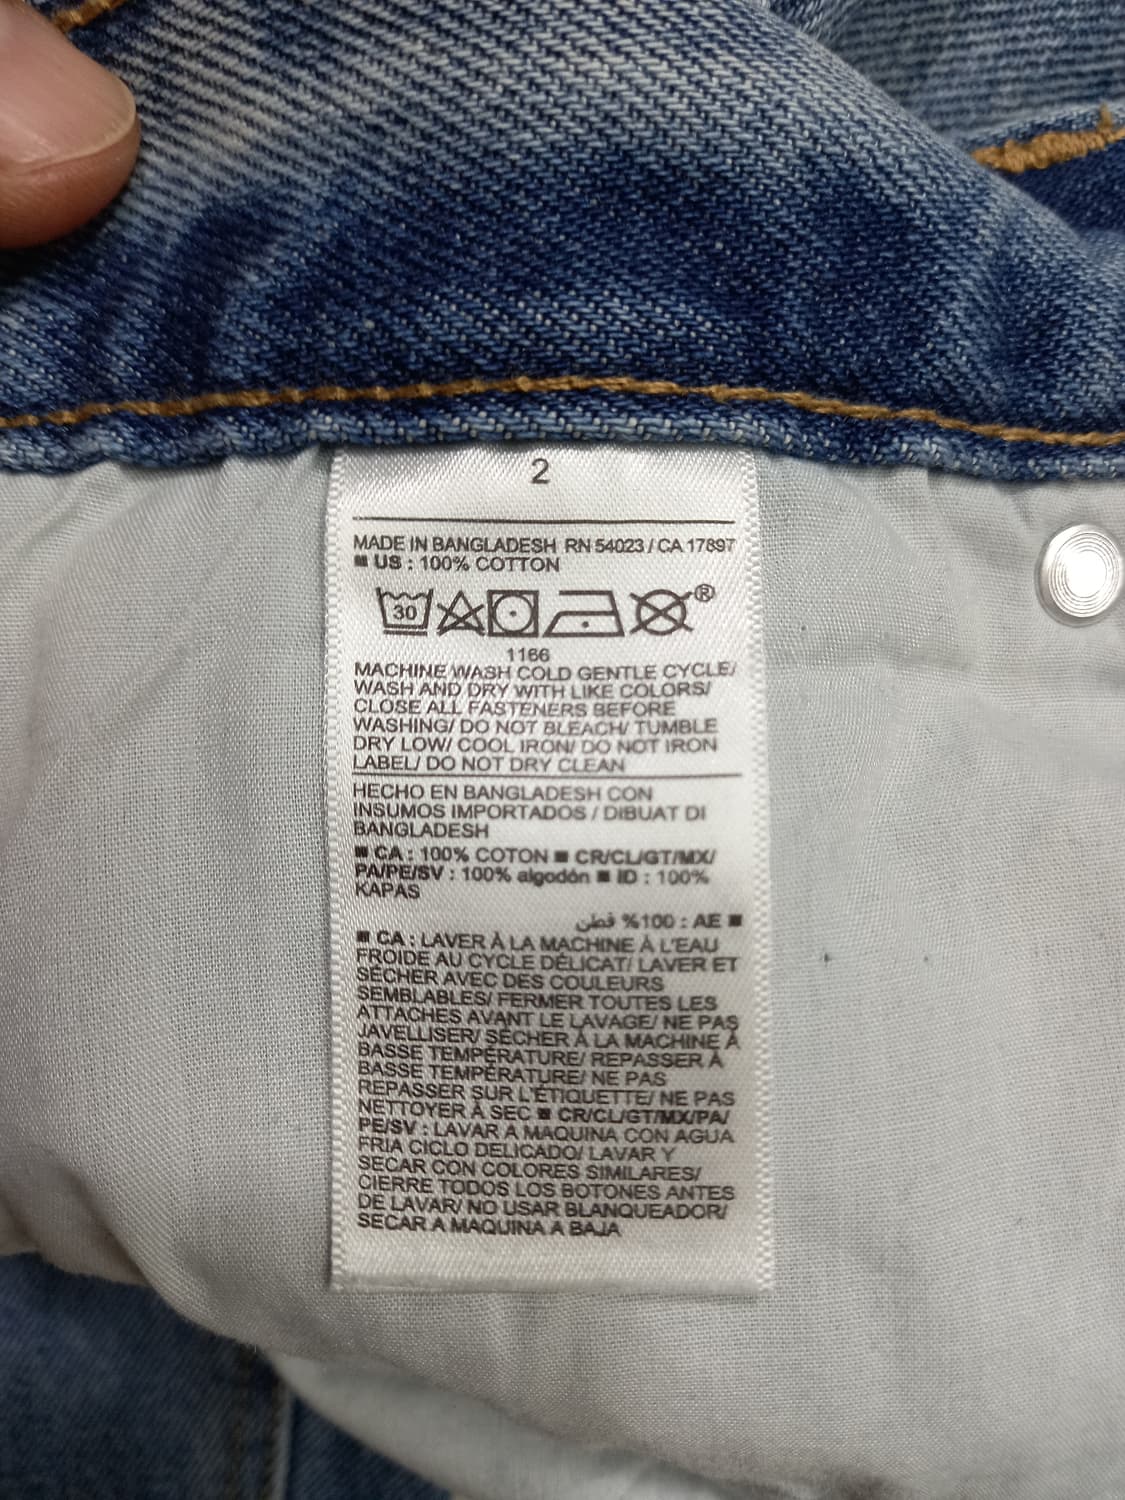 2
MADE IN BANGLADESH RN 54023 / CA 17897
■ US : 100% COTTON
30
®
1166
MACHINE WASH COLD GENTLE CYCLE/
WASH AND DRY WITH LIKE COLORS/
CLOSE ALL FASTENERS BEFORE
WASHING/ DO NOT BLEACH/ TUMBLE
DRY LOW/ COOL IRON/ DO NOT IRON
LABEL/ DO NOT DRY CLEAN
HECHO EN BANGLADESH CON
INSUMOS IMPORTADOS / DIBUAT DI
BANGLADESH
■ CA : 100% COTON ■ CR/CL/GT/MX/
PA/PE/SV : 100% algodón ■ ID : 100%
KAPAS
■ AE : 100% قطن
■ CA : LAVER À LA MACHINE À L'EAU
FROIDE AU CYCLE DÉLICAT/ LAVER ET
SÉCHER AVEC DES COULEURS
SEMBLABLES/ FERMER TOUTES LES
ATTACHES AVANT LE LAVAGE/ NE PAS
JAVELLISER/ SÉCHER À LA MACHINE À
BASSE TEMPÉRATURE/ REPASSER À
BASSE TEMPÉRATURE/ NE PAS
REPASSER SUR L'ÉTIQUETTE/ NE PAS
NETTOYER À SEC ■ CR/CL/GT/MX/PA/
PE/SV : LAVAR A MAQUINA CON AGUA
FRIA CICLO DELICADO/ LAVAR Y
SECAR CON COLORES SIMILARES/
CIERRE TODOS LOS BOTONES ANTES
DE LAVAR/ NO USAR BLANQUEADOR/
SECAR A MAQUINA A BAJA